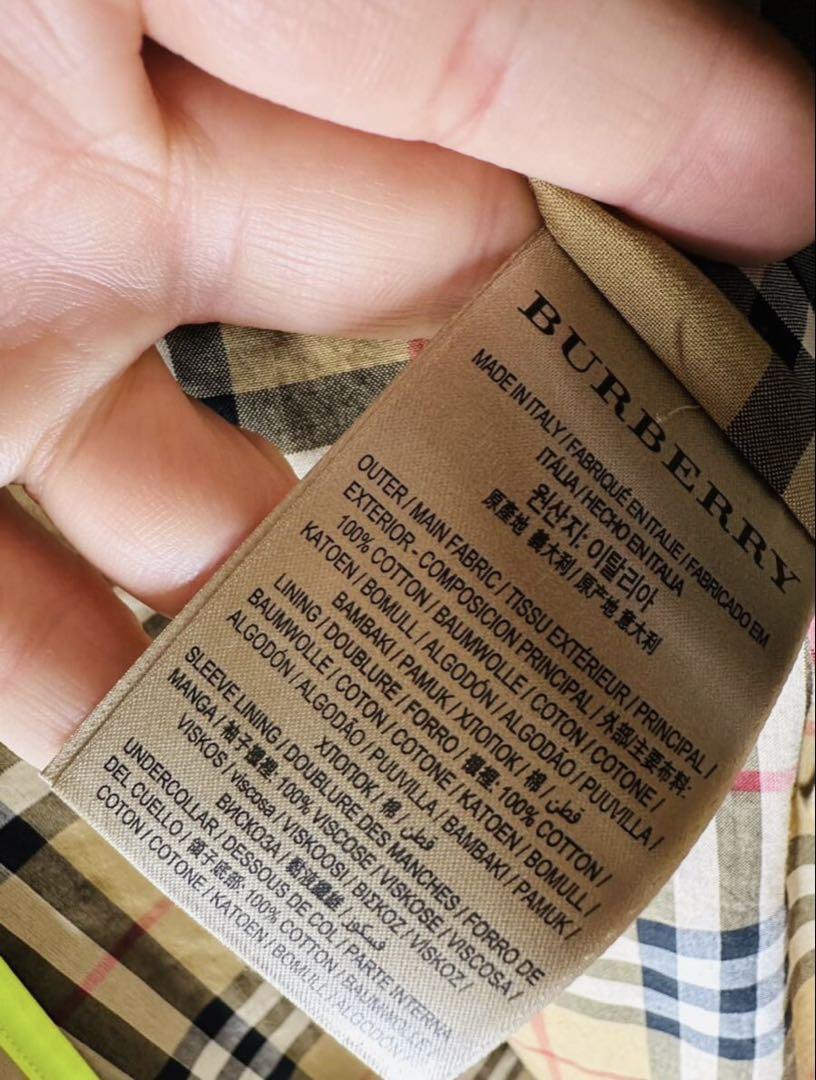 BURBERRY
MADE IN ITALY / FABRIQUÉ EN ITALIE / FABRICADO EM
ITÁLIA / HECHO EN ITALIA
원산지: 이탈리아
原產地 義大利 / 原产地 意大利
OUTER / MAIN FABRIC / TISSU EXTÉRIEUR / PRINCIPAL /
EXTERIOR - COMPOSICION PRINCIPAL / 外部主要布料:
100% COTTON / BAUMWOLLE / COTON / COTONE /
KATOEN / BOMULL / ALGODÓN / ALGODÃO / PUUVILLA /
BAMBAKI / PAMUK / ХЛОПОК / 棉 / قطن
LINING / DOUBLURE / FORRO / 襯裡: 100% COTTON /
BAUMWOLLE / COTON / COTONE / KATOEN / BOMULL /
ALGODÓN / ALGODÃO / PUUVILLA / BAMBAKI / PAMUK /
ХЛОПОК / 棉 / قطن
SLEEVE LINING / DOUBLURE DES MANCHES / FORRO DE
MANGA / 袖子襯裡: 100% VISCOSE / VISKOSE / VISCOSA /
VISKOS / viscosa / VISKOOSI / ΒΙΣΚΟΖ / VİSKOZ /
ВИСКОЗА / 黏液纖維 / فسكوز
UNDERCOLLAR / DESSOUS DE COL / PARTE INTERNA
DEL CUELLO / 領子底部: 100% COTTON / BAUMWOLLE /
COTON / COTONE / KATOEN / BOMULL / ALGODÓN